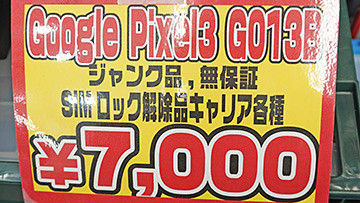 Google Pixel3 G013B
ジャンク品,無保証
SIMロック解除品キャリア各種
¥7,000